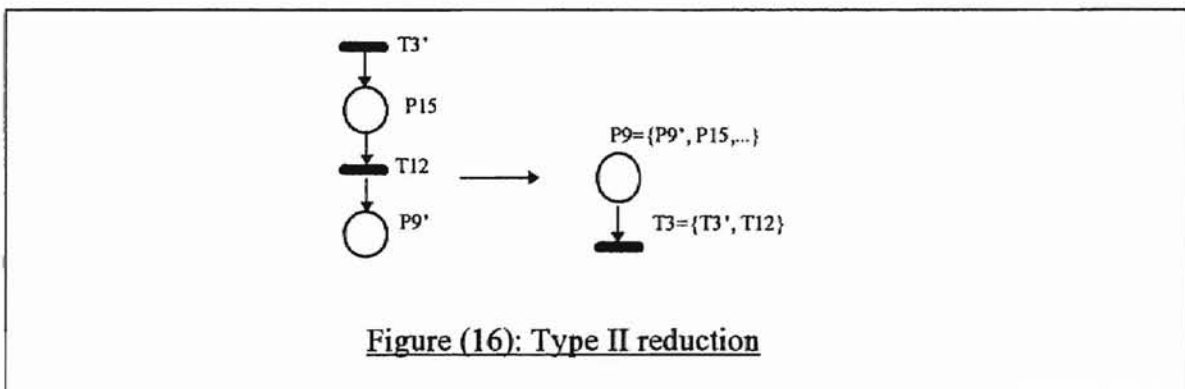 T3'
P15
T12
P9'
P9={P9', P15,...}
T3={T3', T12}
Figure (16): Type II reduction